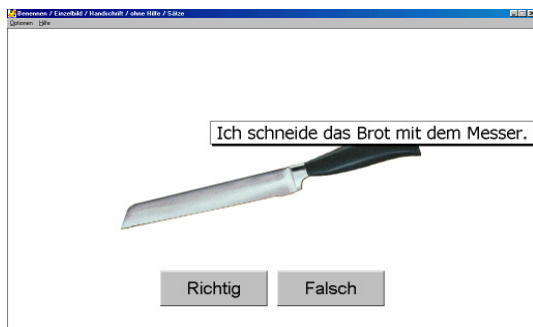 Benennen / Einzelbild / Handschrift / ohne Hilfe / Sätze
Optionen Hilfe
Ich schneide das Brot mit dem Messer.
Richtig Falsch